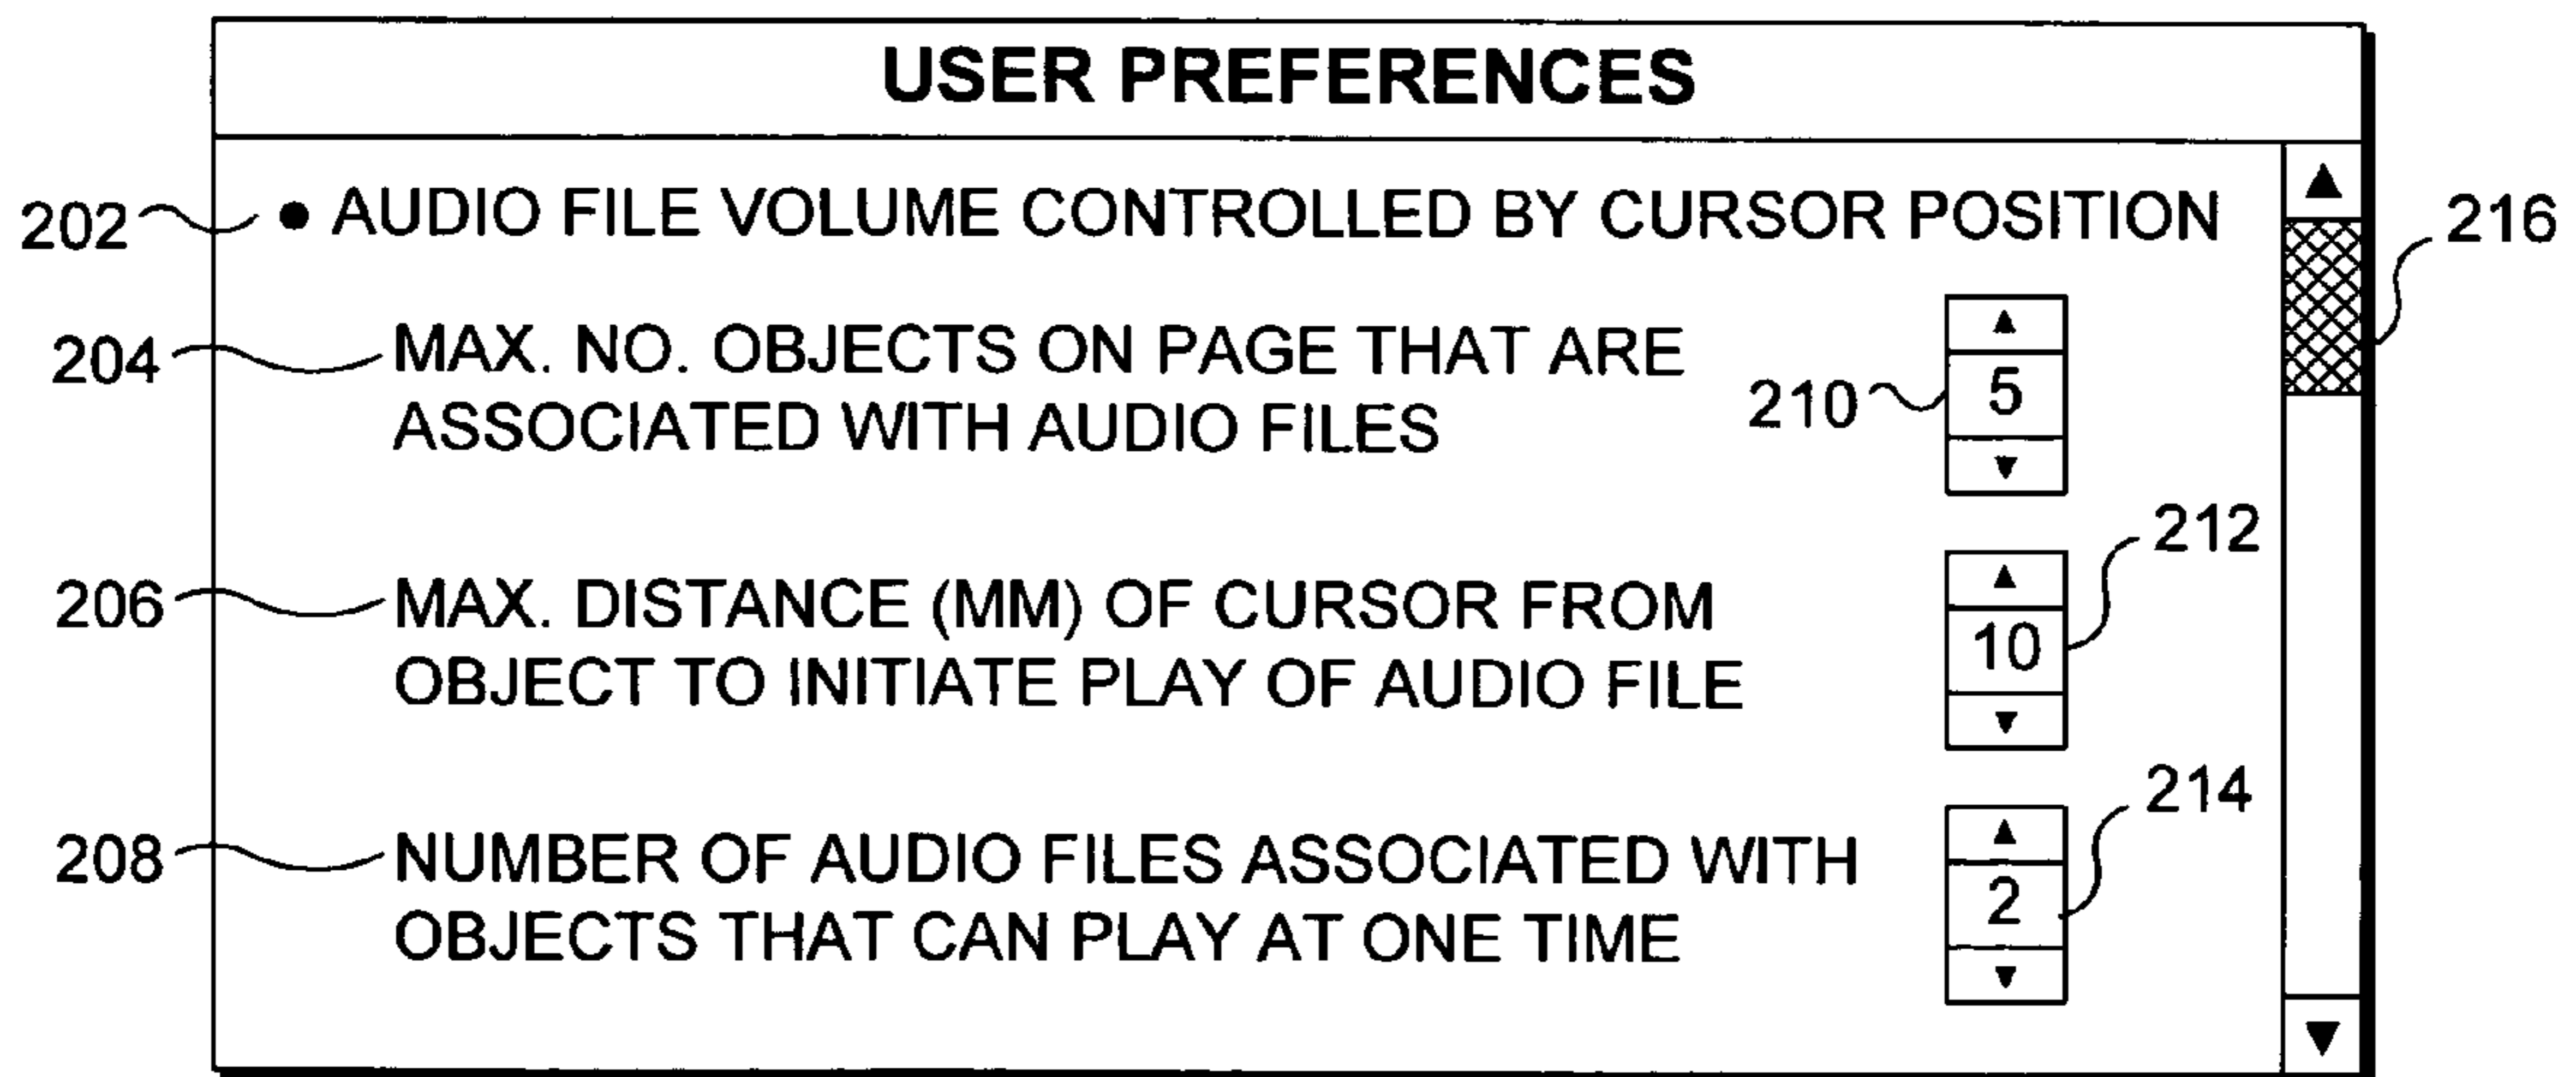 USER PREFERENCES
202 • AUDIO FILE VOLUME CONTROLLED BY CURSOR POSITION
216
204 MAX. NO. OBJECTS ON PAGE THAT ARE
ASSOCIATED WITH AUDIO FILES
210 5
212
206 MAX. DISTANCE (MM) OF CURSOR FROM
OBJECT TO INITIATE PLAY OF AUDIO FILE
10
214
208 NUMBER OF AUDIO FILES ASSOCIATED WITH
OBJECTS THAT CAN PLAY AT ONE TIME
2